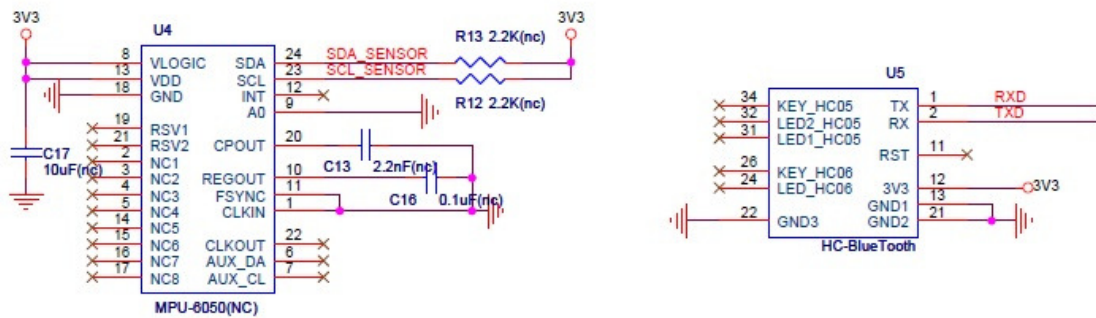 3V3
U4
8 VLOGIC
13 VDD
18 GND
19 RSV1
21 RSV2
2 NC1
3 NC2
4 NC3
5 NC4
14 NC5
15 NC6
16 NC7
17 NC8
SDA 24 SDA_SENSOR
SCL 23 SCL_SENSOR
INT 12
A0 9
CPOUT 20
REGOUT 10
FSYNC 11
CLKIN 1
CLKOUT 22
AUX_DA 6
AUX_CL 7
MPU-6050(NC)
C17
10uF(nc)
R13 2.2K(nc)
3V3
R12 2.2K(nc)
C13 2.2nF(nc)
C16 0.1uF(nc)
U5
34 KEY_HC05
32 LED2_HC05
31 LED1_HC05
26 KEY_HC06
24 LED_HC06
22 GND3
TX 1 RXD
RX 2 TXD
RST 11
3V3 12 3V3
GND1 13
GND2 21
HC-BlueTooth